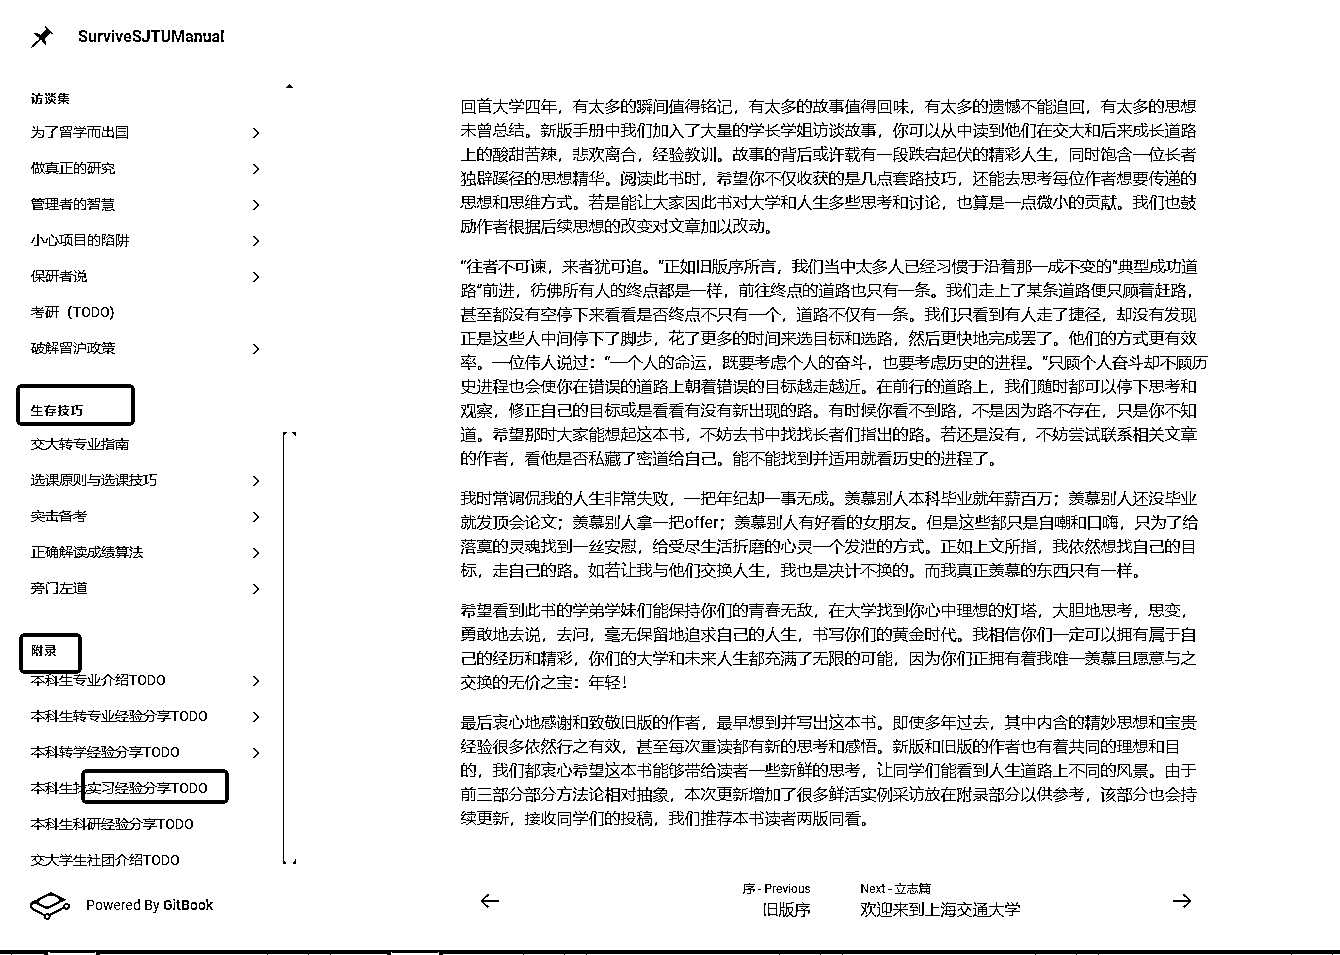 SurviveSJTUManual
访谈集
为了留学而出国
做真正的研究
管理者的智慧
小心项目的陷阱
保研者说
考研（TODO）
破解留沪政策
生存技巧
交大转专业指南
选课原则与选课技巧
突击备考
正确解读成绩算法
旁门左道
附录
本科生专业介绍TODO
本科生转专业经验分享TODO
本科转学经验分享TODO
本科生找实习经验分享TODO
本科生科研经验分享TODO
交大学生社团介绍TODO
Powered By GitBook
回首大学四年，有太多的瞬间值得铭记，有太多的故事值得回味，有太多的遗憾不能追回，有太多的思想
未曾总结。新版手册中我们加入了大量的学长学姐访谈故事，你可以从中读到他们在交大和后来成长道路
上的酸甜苦辣，悲欢离合，经验教训。故事的背后或许载有一段跌宕起伏的精彩人生，同时饱含一位长者
独辟蹊径的思想精华。阅读此书时，希望你不仅收获的是几点套路技巧，还能去思考每位作者想要传递的
思想和思维方式。若是能让大家因此书对大学和人生多些思考和讨论，也算是一点微小的贡献。我们也鼓
励作者根据后续思想的改变对文章加以改动。
“往者不可谏，来者犹可追。”正如旧版序所言，我们当中太多人已经习惯于沿着那一成不变的“典型成功道
路”前进，彷佛所有人的终点都是一样，前往终点的道路也只有一条。我们走上了某条道路便只顾着赶路，
甚至都没有空停下来看看是否终点不只有一个，道路不仅有一条。我们只看到有人走了捷径，却没有发现
正是这些人中间停下了脚步，花了更多的时间来选目标和选路，然后更快地完成罢了。他们的方式更有效
率。一位伟人说过：“一个人的命运，既要考虑个人的奋斗，也要考虑历史的进程。”只顾个人奋斗却不顾历
史进程也会使你在错误的道路上朝着错误的目标越走越近。在前行的道路上，我们随时都可以停下思考和
观察，修正自己的目标或是看看有没有新出现的路。有时候你看不到路，不是因为路不存在，只是你不知
道。希望那时大家能想起这本书，不妨去书中找找长者们指出的路。若还是没有，不妨尝试联系相关文章
的作者，看他是否私藏了密道给自己。能不能找到并适用就看历史的进程了。
我时常调侃我的人生非常失败，一把年纪却一事无成。羡慕别人本科毕业就年薪百万；羡慕别人还没毕业
就发顶会论文；羡慕别人拿一把offer；羡慕别人有好看的女朋友。但是这些都只是自嘲和口嗨，只为了给
落寞的灵魂找到一丝安慰，给受尽生活折磨的心灵一个发泄的方式。正如上文所指，我依然想找自己的目
标，走自己的路。如若让我与他们交换人生，我也是决计不换的。而我真正羡慕的东西只有一样。
希望看到此书的学弟学妹们能保持你们的青春无敌，在大学找到你心中理想的灯塔，大胆地思考，思变，
勇敢地去说，去问，毫无保留地追求自己的人生，书写你们的黄金时代。我相信你们一定可以拥有属于自
己的经历和精彩，你们的大学和未来人生都充满了无限的可能，因为你们正拥有着我唯一羡慕且愿意与之
交换的无价之宝：年轻！
最后衷心地感谢和致敬旧版的作者，最早想到并写出这本书。即使多年过去，其中内含的精妙思想和宝贵
经验很多依然行之有效，甚至每次重读都有新的思考和感悟。新版和旧版的作者也有着共同的理想和目
的，我们都衷心希望这本书能够带给读者一些新鲜的思考，让同学们能看到人生道路上不同的风景。由于
前三部分部分方法论相对抽象，本次更新增加了很多鲜活实例采访放在附录部分以供参考，该部分也会持
续更新，接收同学们的投稿，我们推荐本书读者两版同看。
序 - Previous
旧版序
Next - 立志篇
欢迎来到上海交通大学